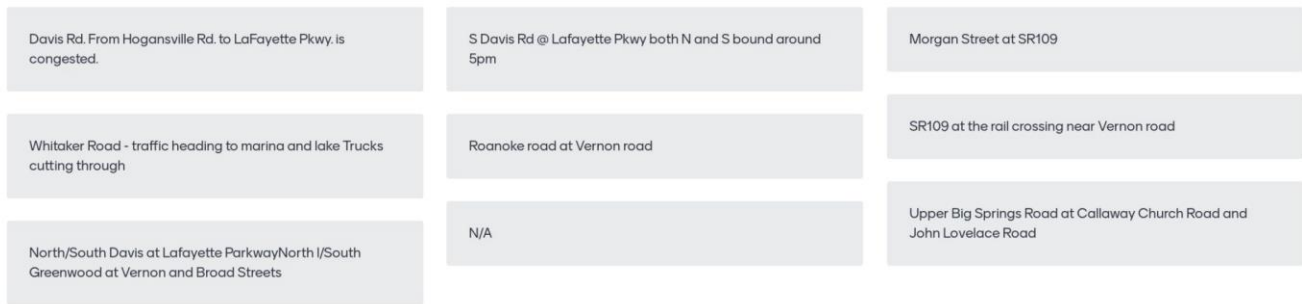 Davis Rd. From Hogansville Rd. to LaFayette Pkwy. is
congested.
Whitaker Road - traffic heading to marina and lake Trucks
cutting through
North/South Davis at Lafayette ParkwayNorth l/South
Greenwood at Vernon and Broad Streets
S Davis Rd @ Lafayette Pkwy both N and S bound around
5pm
Roanoke road at Vernon road
N/A
Morgan Street at SR109
SR109 at the rail crossing near Vernon road
Upper Big Springs Road at Callaway Church Road and
John Lovelace Road